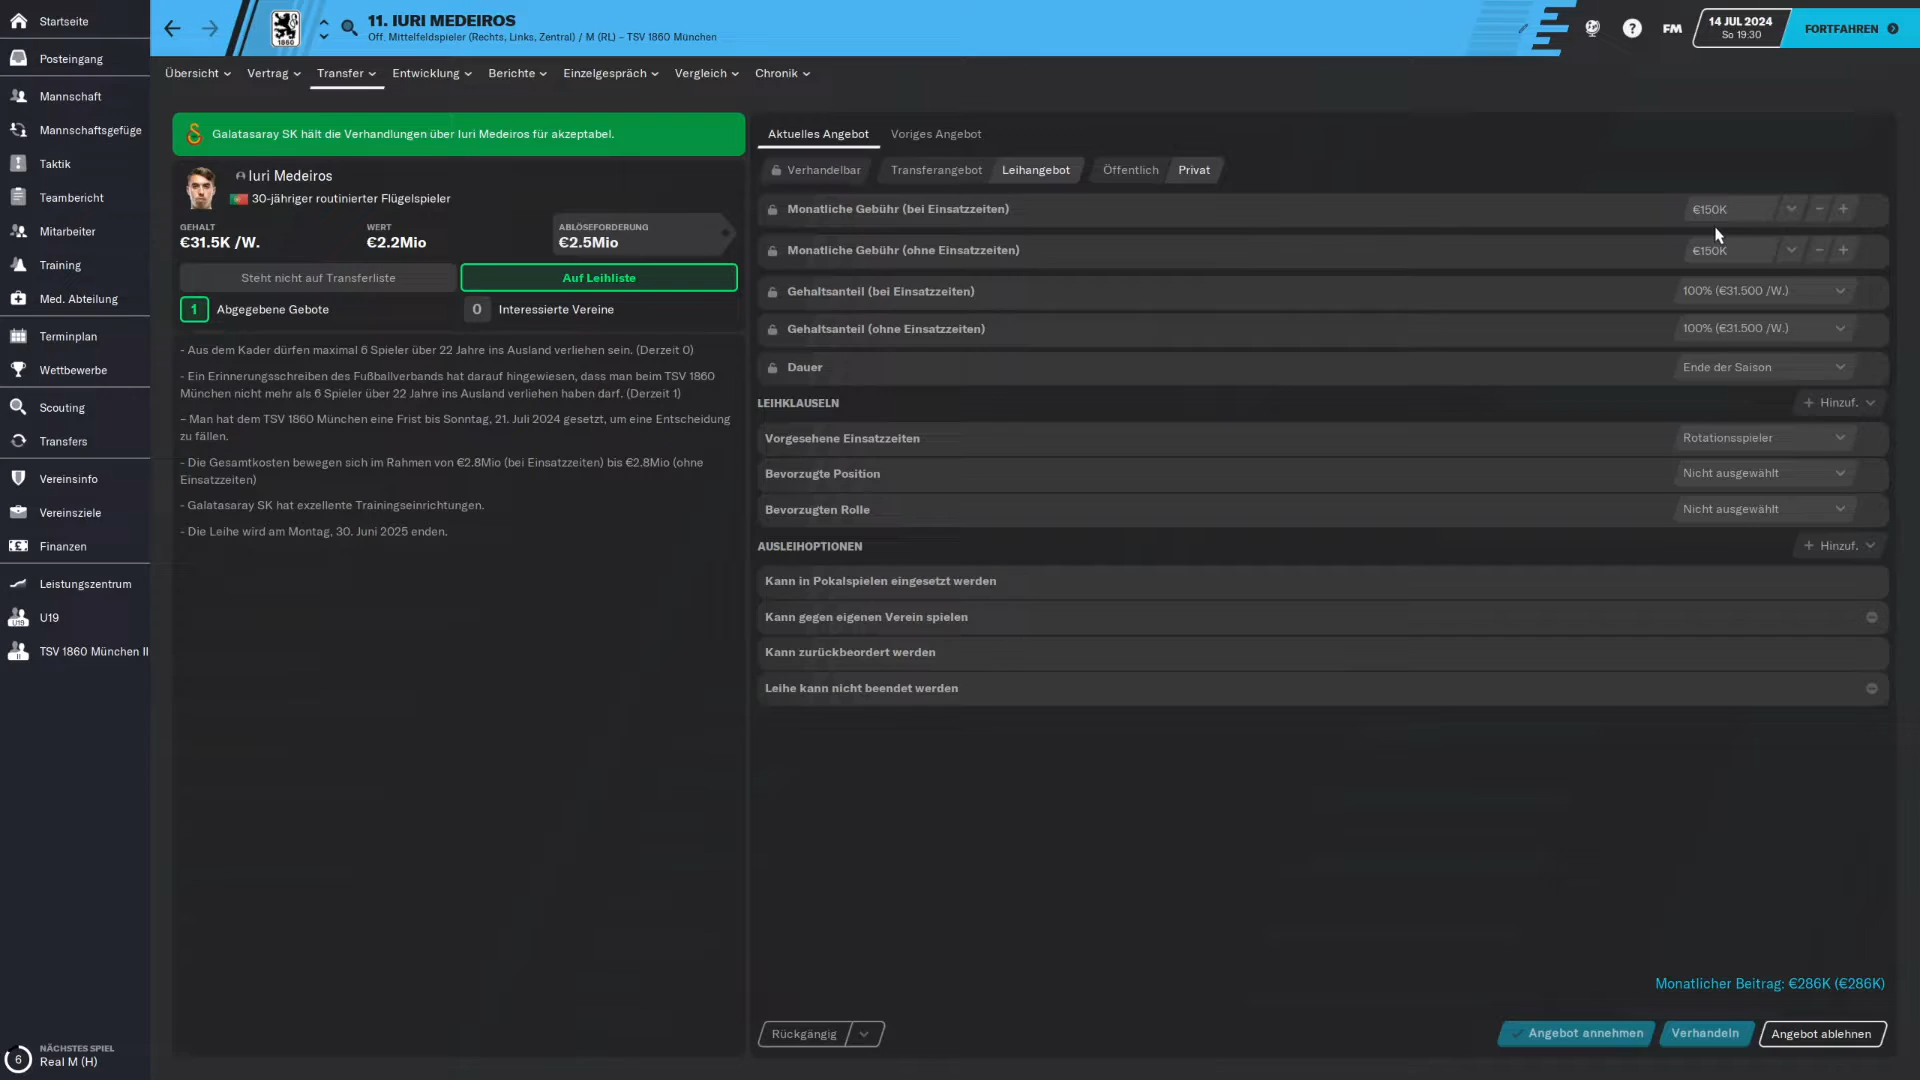 Startseite
Posteingang
Mannschaft
Mannschaftsgefüge
Taktik
Teambericht
Mitarbeiter
Training
Med. Abteilung
Terminplan
Wettbewerbe
Scouting
Transfers
Vereinsinfo
Vereinsziele
Finanzen
Leistungszentrum
U19
U19
TSV 1860 München II
II
6
NÄCHSTES SPIEL
Real M (H)
1860
11. IURI MEDEIROS
Off. Mittelfeldspieler (Rechts, Links, Zentral) / M (RL) – TSV 1860 München
?
FM
14 JUL 2024
So 19:30
FORTFAHREN
Übersicht
Vertrag
Transfer
Entwicklung
Berichte
Einzelgespräch
Vergleich
Chronik
Galatasaray SK hält die Verhandlungen über Iuri Medeiros für akzeptabel.
Iuri Medeiros
30-jähriger routinierter Flügelspieler
GEHALT
€31.5K /W.
WERT
€2.2Mio
ABLÖSEFORDERUNG
€2.5Mio
Steht nicht auf Transferliste
Auf Leihliste
1 Abgegebene Gebote
0 Interessierte Vereine
- Aus dem Kader dürfen maximal 6 Spieler über 22 Jahre ins Ausland verliehen sein. (Derzeit 0)
- Ein Erinnerungsschreiben des Fußballverbands hat darauf hingewiesen, dass man beim TSV 1860
München nicht mehr als 6 Spieler über 22 Jahre ins Ausland verliehen haben darf. (Derzeit 1)
– Man hat dem TSV 1860 München eine Frist bis Sonntag, 21. Juli 2024 gesetzt, um eine Entscheidung
zu fällen.
- Die Gesamtkosten bewegen sich im Rahmen von €2.8Mio (bei Einsatzzeiten) bis €2.8Mio (ohne
Einsatzzeiten)
- Galatasaray SK hat exzellente Trainingseinrichtungen.
- Die Leihe wird am Montag, 30. Juni 2025 enden.
Aktuelles Angebot
Voriges Angebot
Verhandelbar
Transferangebot
Leihangebot
Öffentlich
Privat
Monatliche Gebühr (bei Einsatzzeiten)
€150K
Monatliche Gebühr (ohne Einsatzzeiten)
€150K
Gehaltsanteil (bei Einsatzzeiten)
100% (€31.500 /W.)
Gehaltsanteil (ohne Einsatzzeiten)
100% (€31.500 /W.)
Dauer
Ende der Saison
LEIHKLAUSELN
+ Hinzuf.
Vorgesehene Einsatzzeiten
Rotationsspieler
Bevorzugte Position
Nicht ausgewählt
Bevorzugten Rolle
Nicht ausgewählt
AUSLEIHOPTIONEN
+ Hinzuf.
Kann in Pokalspielen eingesetzt werden
Kann gegen eigenen Verein spielen
Kann zurückbeordert werden
Leihe kann nicht beendet werden
Monatlicher Beitrag: €286K (€286K)
Rückgängig
Angebot annehmen
Verhandeln
Angebot ablehnen